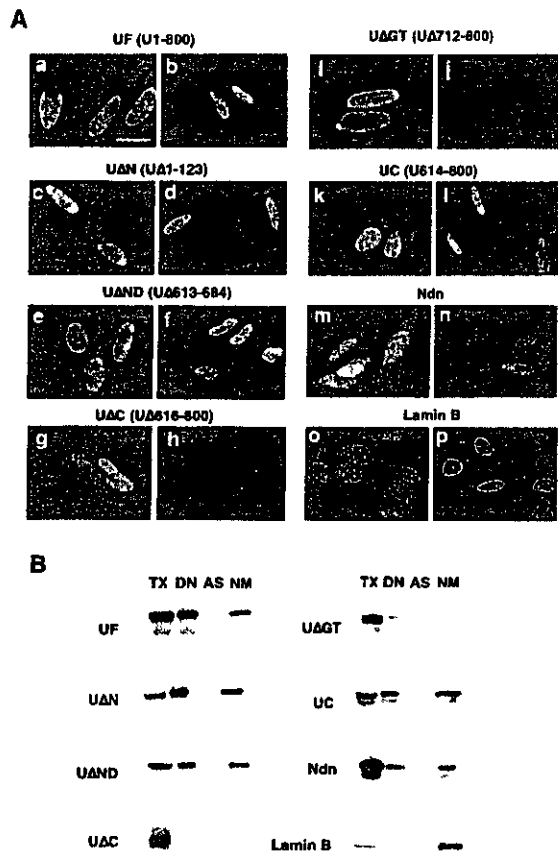 A
UF (U1-800)
a b
UΔN (UΔ1-123)
c d
UΔND (UΔ613-684)
e f
UΔC (UΔ616-800)
g h
UΔGT (UΔ712-800)
i j
UC (U614-800)
k l
Ndn
m n
Lamin B
o p
B
TX DN AS NM
UF
UΔN
UΔND
UΔC
TX DN AS NM
UΔGT
UC
Ndn
Lamin B